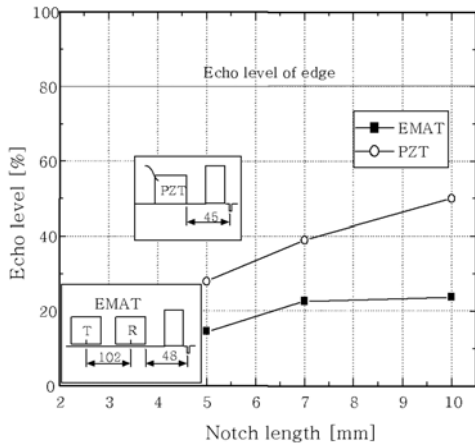 100
80
60
40
20
0
Echo level [%]
Echo level of edge
EMAT
PZT
PZT
45
EMAT
T R
102 48
2 3 4 5 6 7 8 9 10
Notch length [mm]